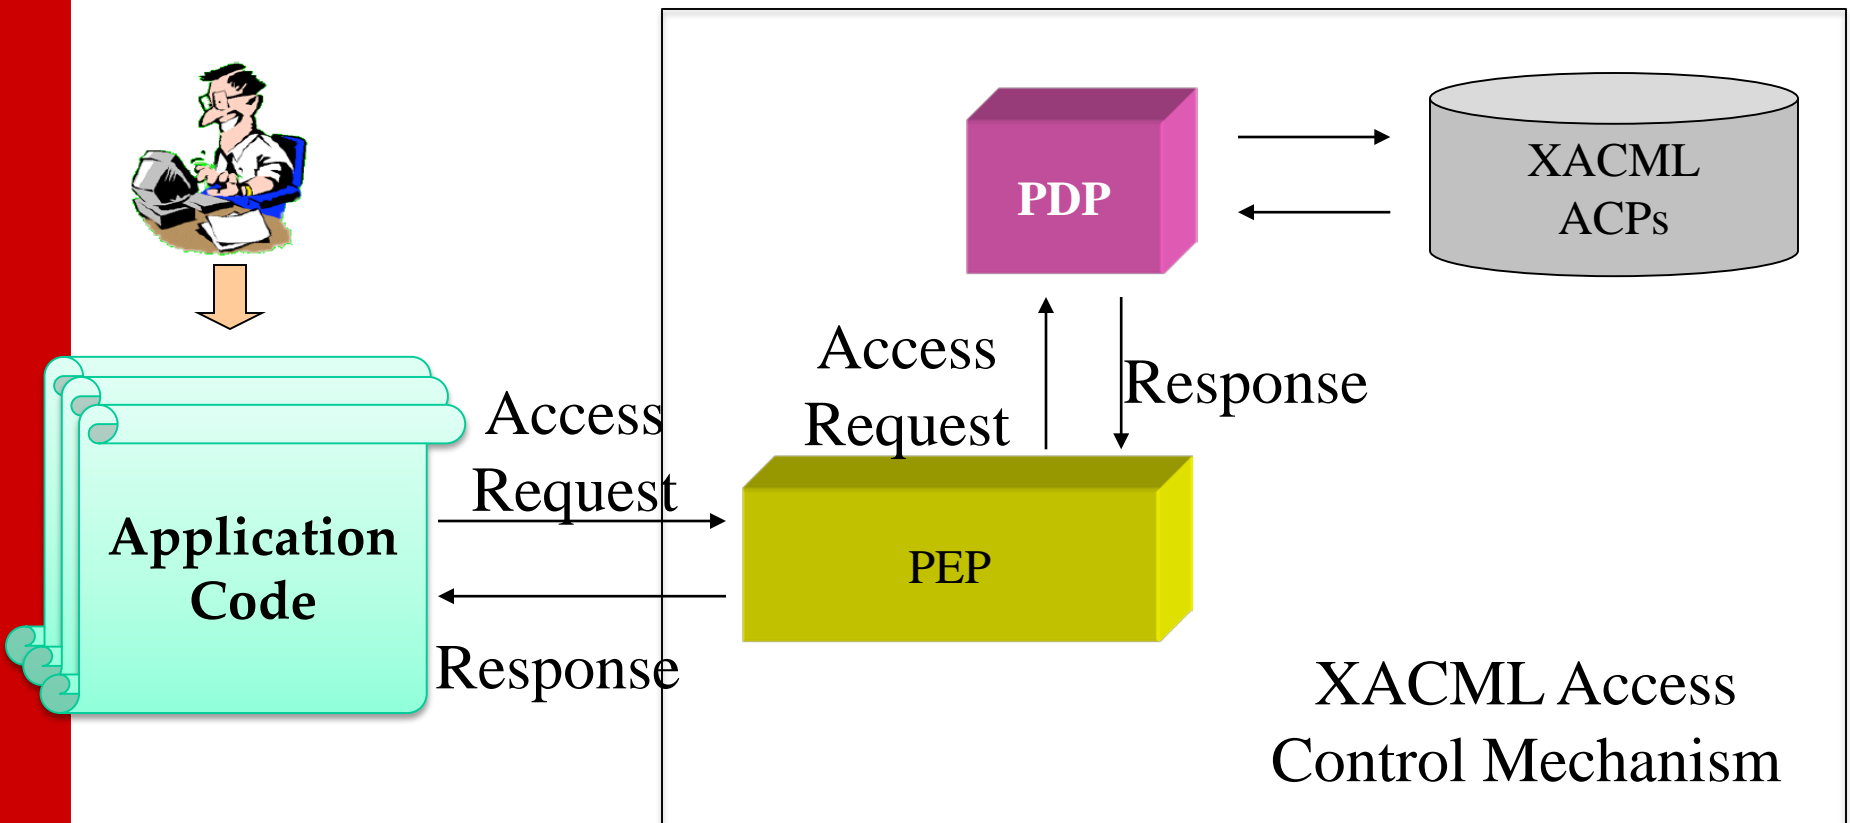 XACML
ACPs
PDP
Access
Request
Response
Access
Request
Application
Code
PEP
Response
XACML Access
Control Mechanism